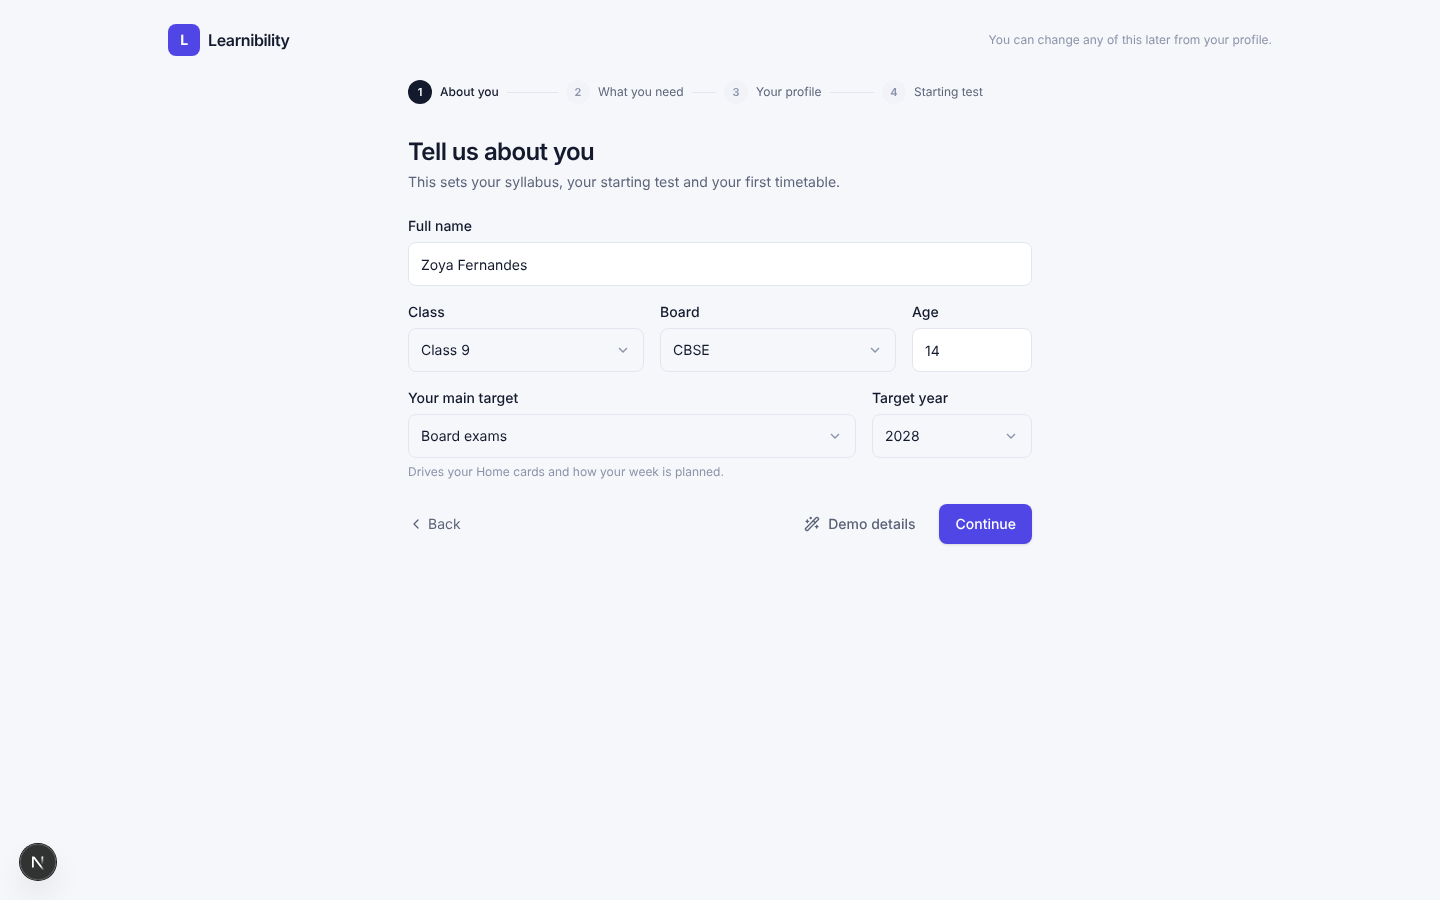 L Learnibility
You can change any of this later from your profile.
1 About you 2 What you need 3 Your profile 4 Starting test
Tell us about you
This sets your syllabus, your starting test and your first timetable.
Full name
Zoya Fernandes
Class Board Age
Class 9 CBSE 14
Your main target Target year
Board exams 2028
Drives your Home cards and how your week is planned.
Back Demo details Continue
N